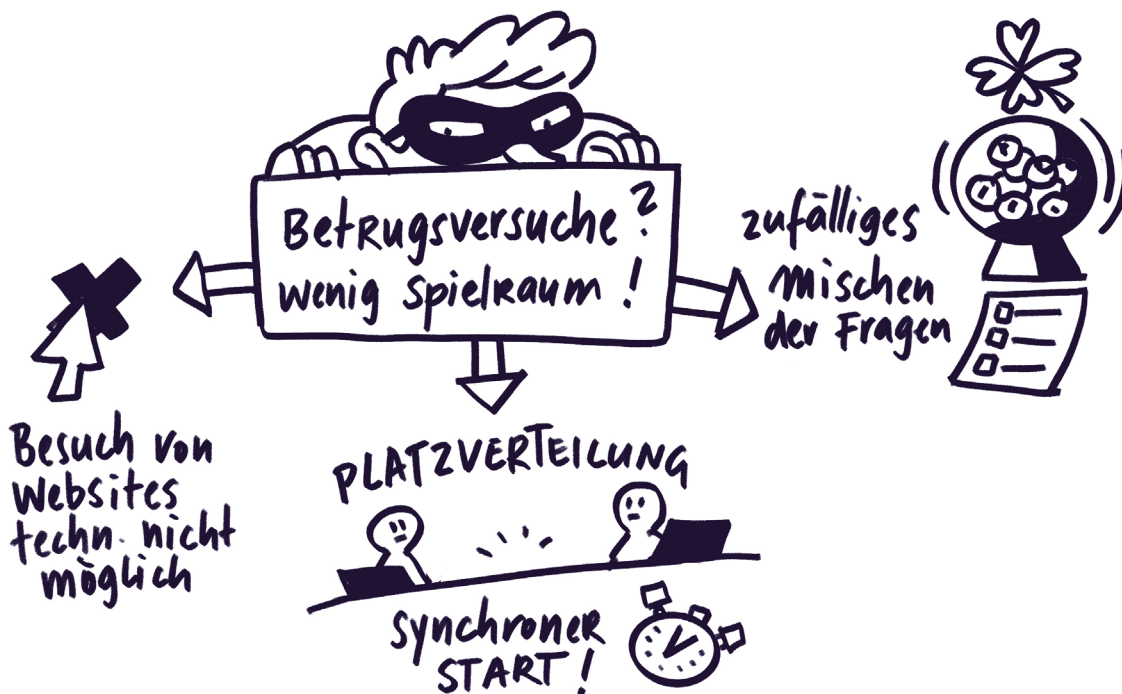 Betrugsversuche?
wenig Spielraum!
zufälliges
Mischen
der Fragen
Besuch von
Websites
techn. nicht
möglich
PLATZVERTEILUNG
Synchroner
START!